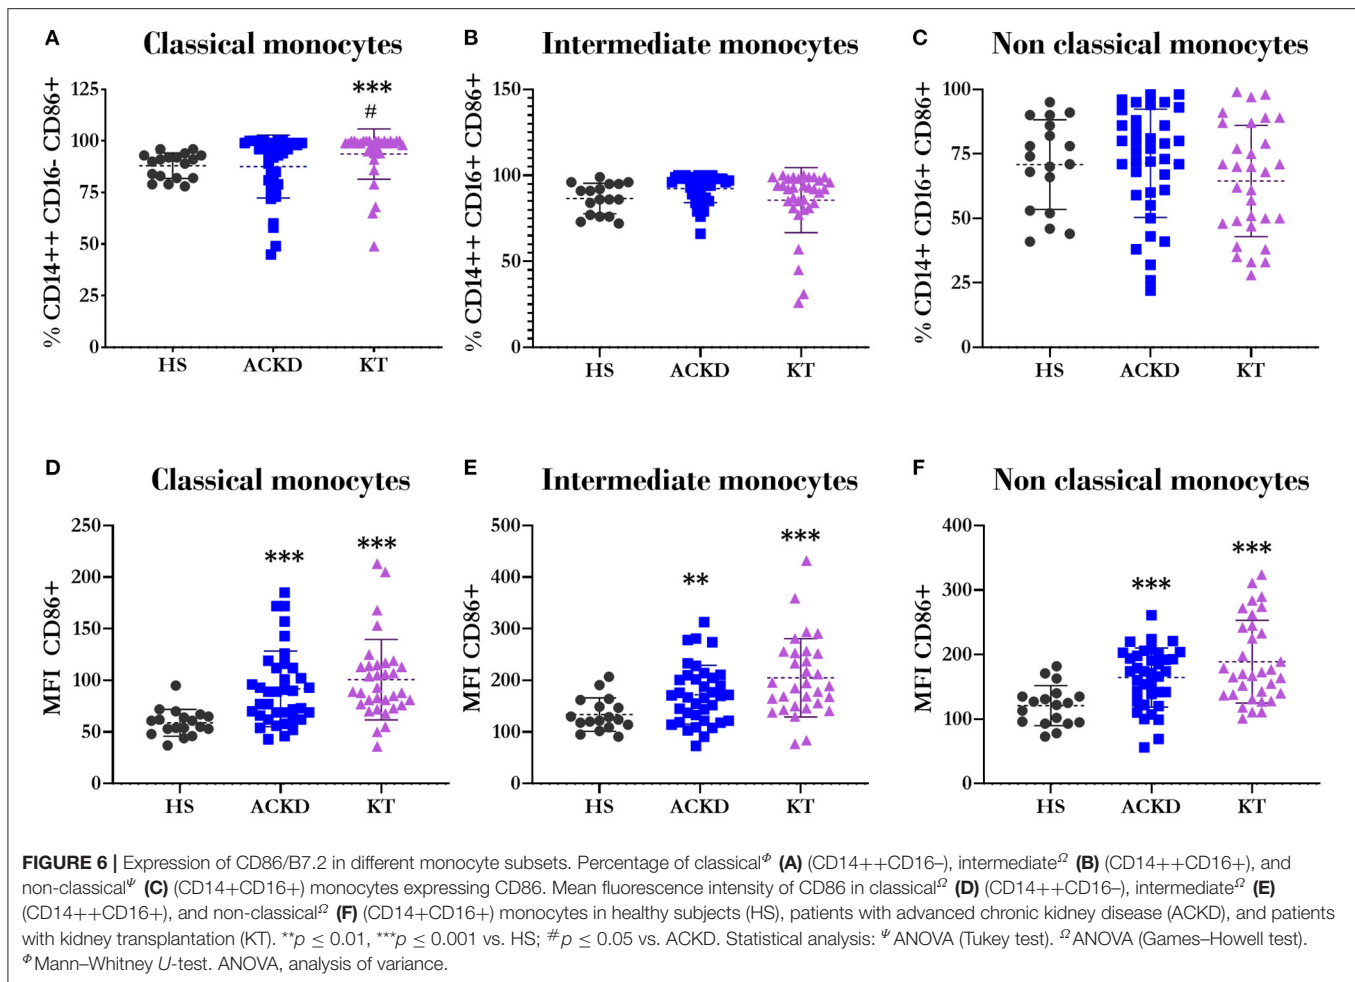 A Classical monocytes
% CD14++ CD16- CD86+
125
100
75
50
25
0
***
#
HS ACKD KT
B Intermediate monocytes
% CD14++ CD16+ CD86+
150
100
50
0
HS ACKD KT
C Non classical monocytes
% CD14+ CD16+ CD86+
100
75
50
25
0
HS ACKD KT
D Classical monocytes
MFI CD86+
250
200
150
100
50
0
*** ***
HS ACKD KT
E Intermediate monocytes
MFI CD86+
500
400
300
200
100
0
** ***
HS ACKD KT
F Non classical monocytes
MFI CD86+
400
300
200
100
0
*** ***
HS ACKD KT
FIGURE 6 | Expression of CD86/B7.2 in different monocyte subsets. Percentage of classicalΦ (A) (CD14++CD16–), intermediateΩ (B) (CD14++CD16+), and
non-classicalΨ (C) (CD14+CD16+) monocytes expressing CD86. Mean fluorescence intensity of CD86 in classicalΩ (D) (CD14++CD16–), intermediateΩ (E)
(CD14++CD16+), and non-classicalΩ (F) (CD14+CD16+) monocytes in healthy subjects (HS), patients with advanced chronic kidney disease (ACKD), and patients
with kidney transplantation (KT). **p ≤ 0.01, ***p ≤ 0.001 vs. HS; #p ≤ 0.05 vs. ACKD. Statistical analysis: ΨANOVA (Tukey test). ΩANOVA (Games–Howell test).
ΦMann–Whitney U-test. ANOVA, analysis of variance.